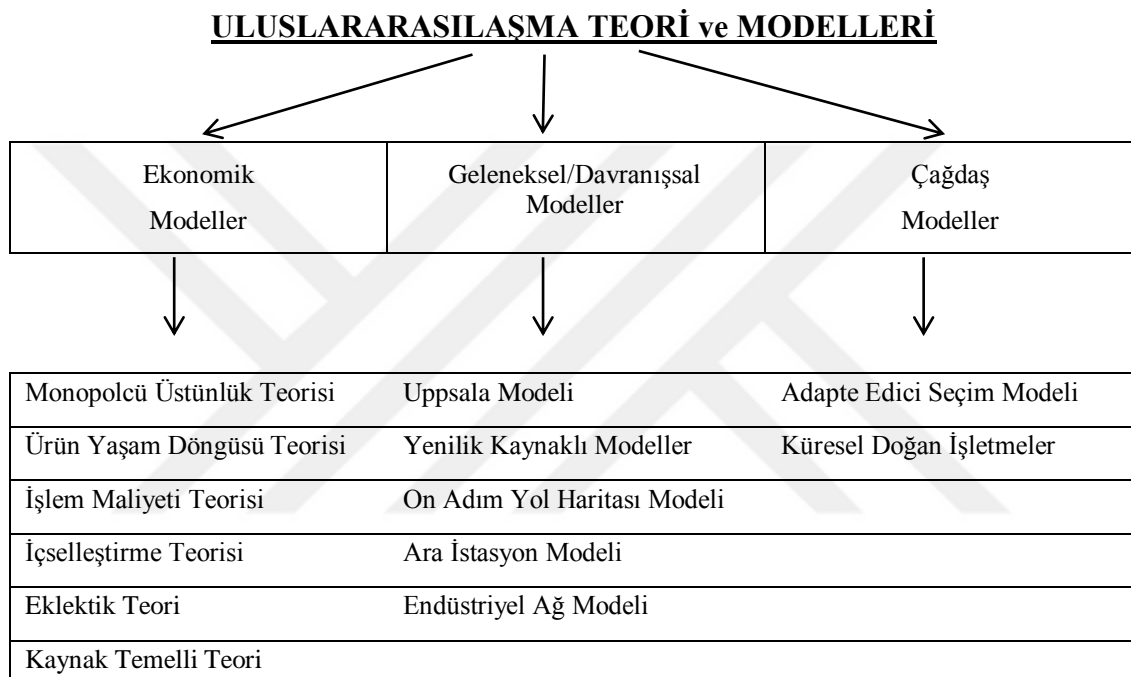 ULUSLARARASILAŞMA TEORİ ve MODELLERİ
Ekonomik
Modeller
Geleneksel/Davranışsal
Modeller
Çağdaş
Modeller
Monopolcü Üstünlük Teorisi Uppsala Modeli Adapte Edici Seçim Modeli
Ürün Yaşam Döngüsü Teorisi Yenilik Kaynaklı Modeller Küresel Doğan İşletmeler
İşlem Maliyeti Teorisi On Adım Yol Haritası Modeli
İçselleştirme Teorisi Ara İstasyon Modeli
Eklektik Teori Endüstriyel Ağ Modeli
Kaynak Temelli Teori